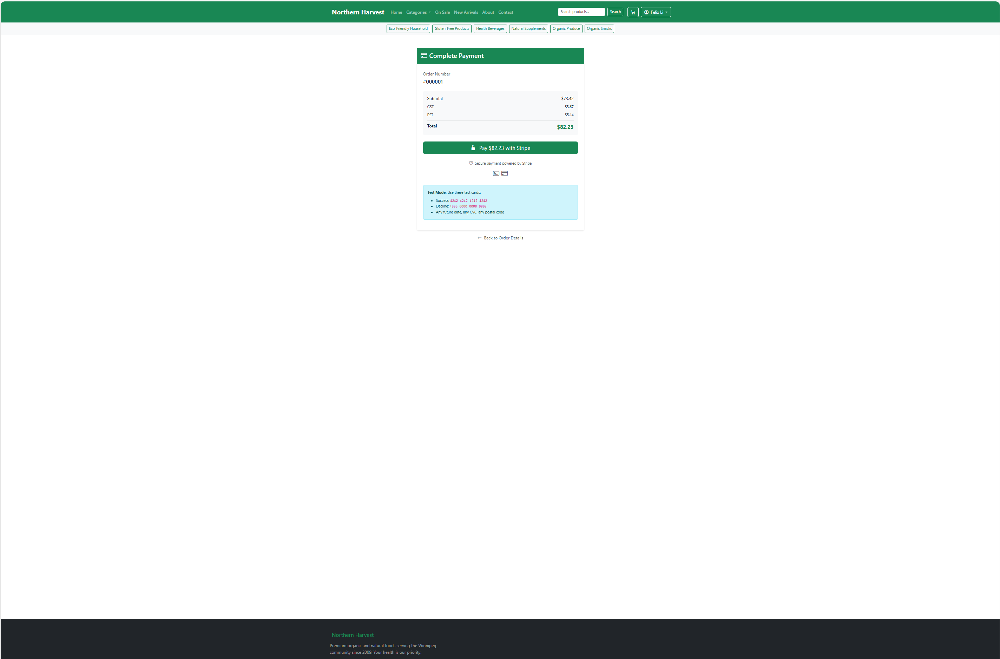 Northern Harvest Home Categories On Sale New Arrivals About Contact Search products... Search Felix Li
Eco-Friendly Household Gluten-Free Products Health Beverages Natural Supplements Organic Produce Organic Snacks
Complete Payment
Order Number
#000001
Subtotal $73.42
GST $3.67
PST $5.14
Total $82.23
Pay $82.23 with Stripe
Secure payment powered by Stripe
Test Mode: Use these test cards:
Success: 4242 4242 4242 4242
Decline: 4000 0000 0000 0002
Any future date, any CVC, any postal code
Back to Order Details
Northern Harvest
Premium organic and natural foods serving the Winnipeg
community since 2009. Your health is our priority.